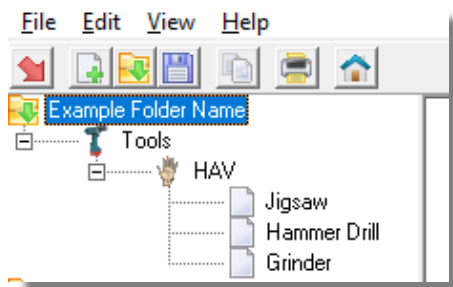 File Edit View Help
Example Folder Name
Tools
HAV
Jigsaw
Hammer Drill
Grinder